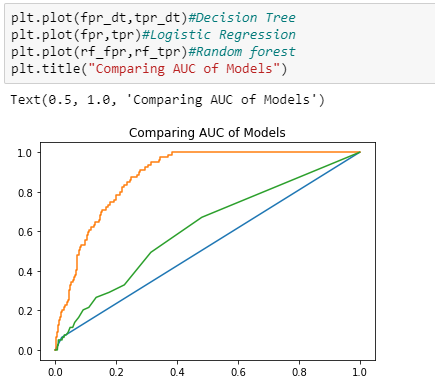 plt.plot(fpr_dt,tpr_dt)#Decision Tree
plt.plot(fpr,tpr)#Logistic Regression
plt.plot(rf_fpr,rf_tpr)#Random forest
plt.title("Comparing AUC of Models")
Text(0.5, 1.0, 'Comparing AUC of Models')
Comparing AUC of Models
1.0
0.8
0.6
0.4
0.2
0.0
0.0 0.2 0.4 0.6 0.8 1.0